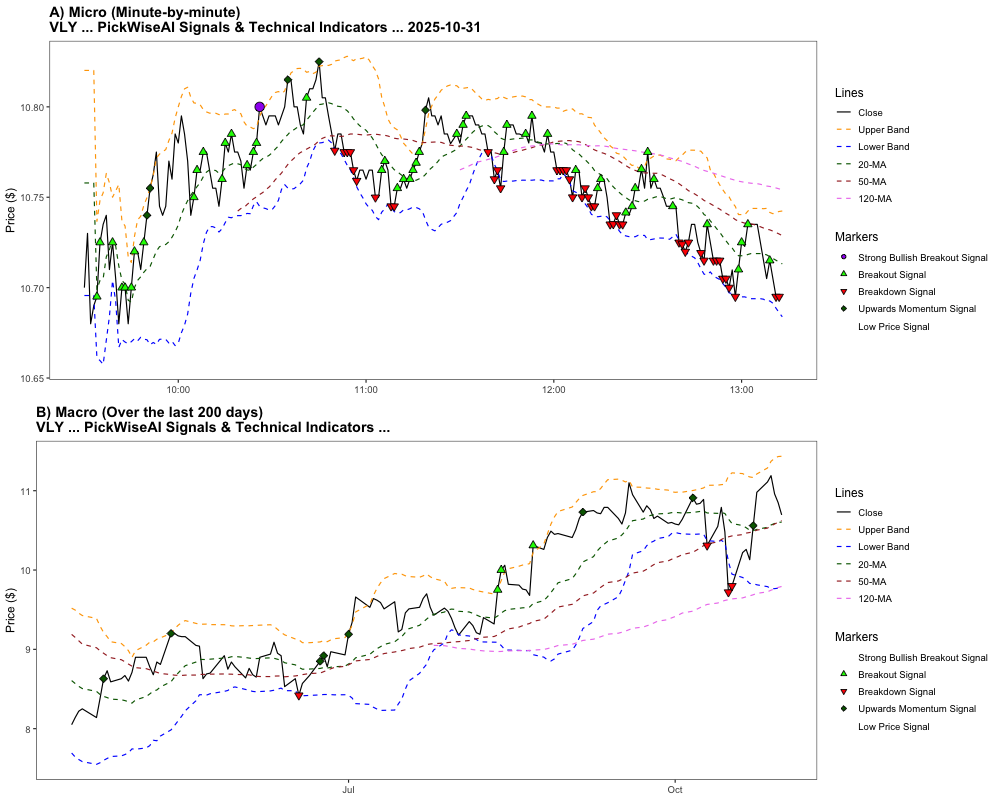 A) Micro (Minute-by-minute)
VLY ... PickWiseAI Signals & Technical Indicators ... 2025-10-31
Price ($)
10.80
10.75
10.70
10.65
10:00
11:00
12:00
13:00
Lines
Close
Upper Band
Lower Band
20-MA
50-MA
120-MA
Markers
Strong Bullish Breakout Signal
Breakout Signal
Breakdown Signal
Upwards Momentum Signal
Low Price Signal
B) Macro (Over the last 200 days)
VLY ... PickWiseAI Signals & Technical Indicators ...
Price ($)
11
10
9
8
Jul
Oct
Lines
Close
Upper Band
Lower Band
20-MA
50-MA
120-MA
Markers
Strong Bullish Breakout Signal
Breakout Signal
Breakdown Signal
Upwards Momentum Signal
Low Price Signal